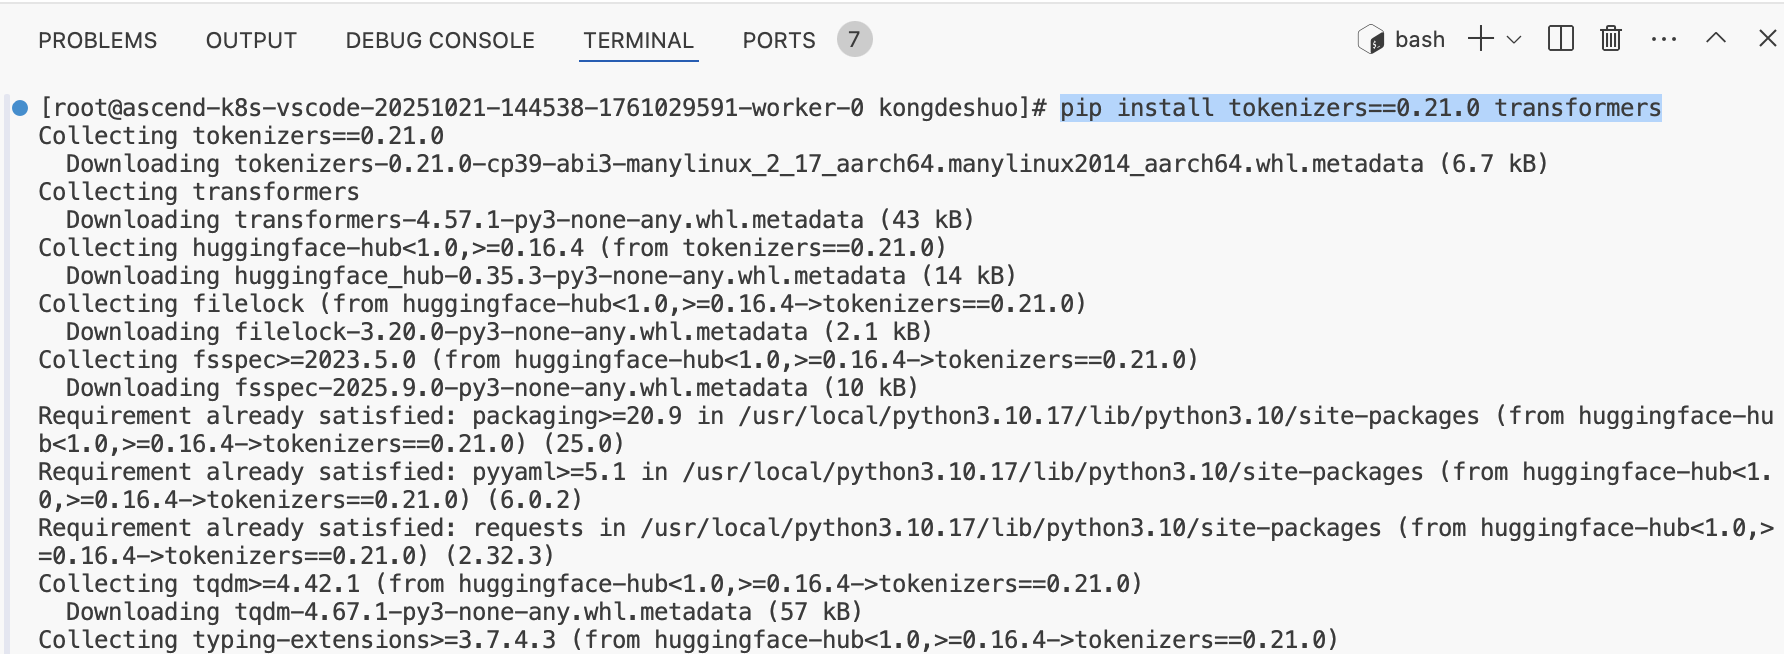 PROBLEMS OUTPUT DEBUG CONSOLE TERMINAL PORTS 7 bash
[root@ascend-k8s-vscode-20251021-144538-1761029591-worker-0 kongdeshuo]# pip install tokenizers==0.21.0 transformers
Collecting tokenizers==0.21.0
  Downloading tokenizers-0.21.0-cp39-abi3-manylinux_2_17_aarch64.manylinux2014_aarch64.whl.metadata (6.7 kB)
Collecting transformers
  Downloading transformers-4.57.1-py3-none-any.whl.metadata (43 kB)
Collecting huggingface-hub<1.0,>=0.16.4 (from tokenizers==0.21.0)
  Downloading huggingface_hub-0.35.3-py3-none-any.whl.metadata (14 kB)
Collecting filelock (from huggingface-hub<1.0,>=0.16.4->tokenizers==0.21.0)
  Downloading filelock-3.20.0-py3-none-any.whl.metadata (2.1 kB)
Collecting fsspec>=2023.5.0 (from huggingface-hub<1.0,>=0.16.4->tokenizers==0.21.0)
  Downloading fsspec-2025.9.0-py3-none-any.whl.metadata (10 kB)
Requirement already satisfied: packaging>=20.9 in /usr/local/python3.10.17/lib/python3.10/site-packages (from huggingface-hu
b<1.0,>=0.16.4->tokenizers==0.21.0) (25.0)
Requirement already satisfied: pyyaml>=5.1 in /usr/local/python3.10.17/lib/python3.10/site-packages (from huggingface-hub<1.
0,>=0.16.4->tokenizers==0.21.0) (6.0.2)
Requirement already satisfied: requests in /usr/local/python3.10.17/lib/python3.10/site-packages (from huggingface-hub<1.0,>
=0.16.4->tokenizers==0.21.0) (2.32.3)
Collecting tqdm>=4.42.1 (from huggingface-hub<1.0,>=0.16.4->tokenizers==0.21.0)
  Downloading tqdm-4.67.1-py3-none-any.whl.metadata (57 kB)
Collecting typing-extensions>=3.7.4.3 (from huggingface-hub<1.0,>=0.16.4->tokenizers==0.21.0)